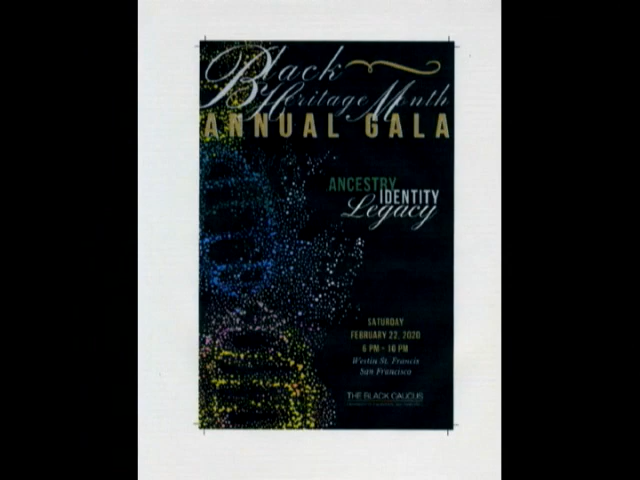 Black
Heritage Month
ANNUAL GALA
ANCESTRY
IDENTITY
Legacy
SATURDAY
FEBRUARY 22, 2020
6 PM - 10 PM
Westin St. Francis
San Francisco
THE BLACK CAUCUS